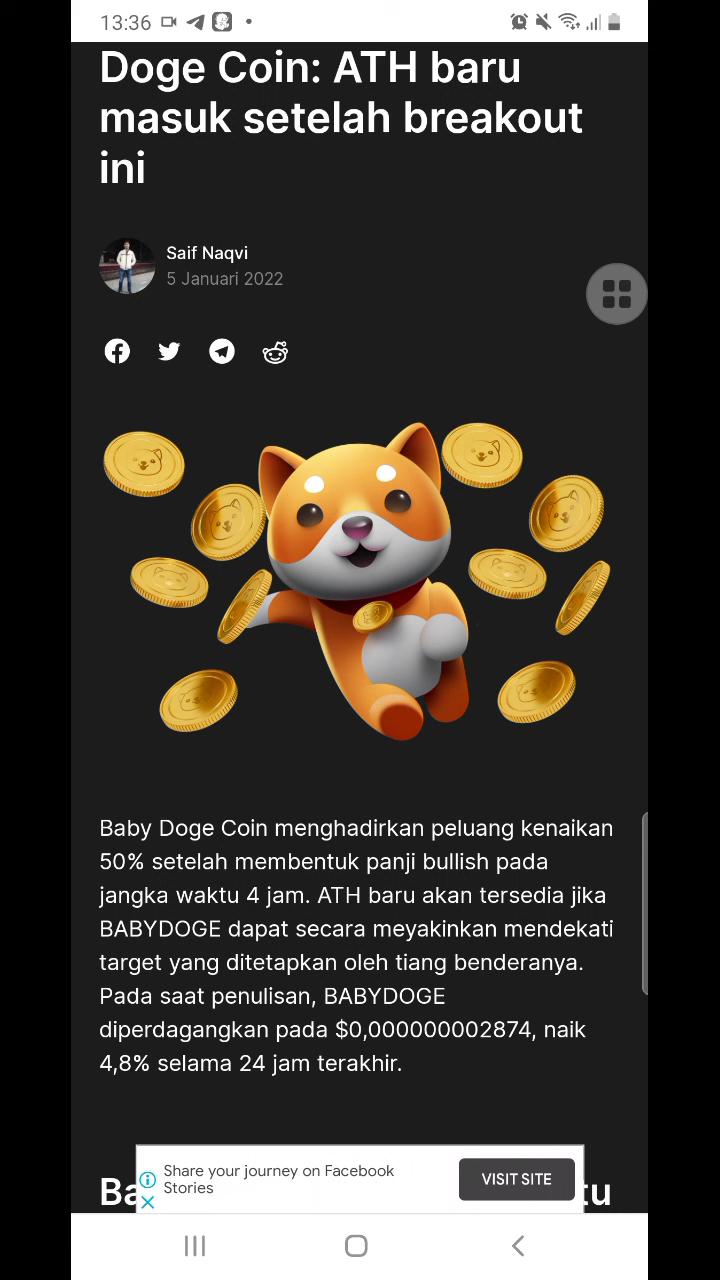 13:36
Doge Coin: ATH baru
masuk setelah breakout
ini
Saif Naqvi
5 Januari 2022
Baby Doge Coin menghadirkan peluang kenaikan
50% setelah membentuk panji bullish pada
jangka waktu 4 jam. ATH baru akan tersedia jika
BABYDOGE dapat secara meyakinkan mendekati
target yang ditetapkan oleh tiang benderanya.
Pada saat penulisan, BABYDOGE
diperdagangkan pada $0,000000002874, naik
4,8% selama 24 jam terakhir.
Share your journey on Facebook
Stories
VISIT SITE
Ba
tu